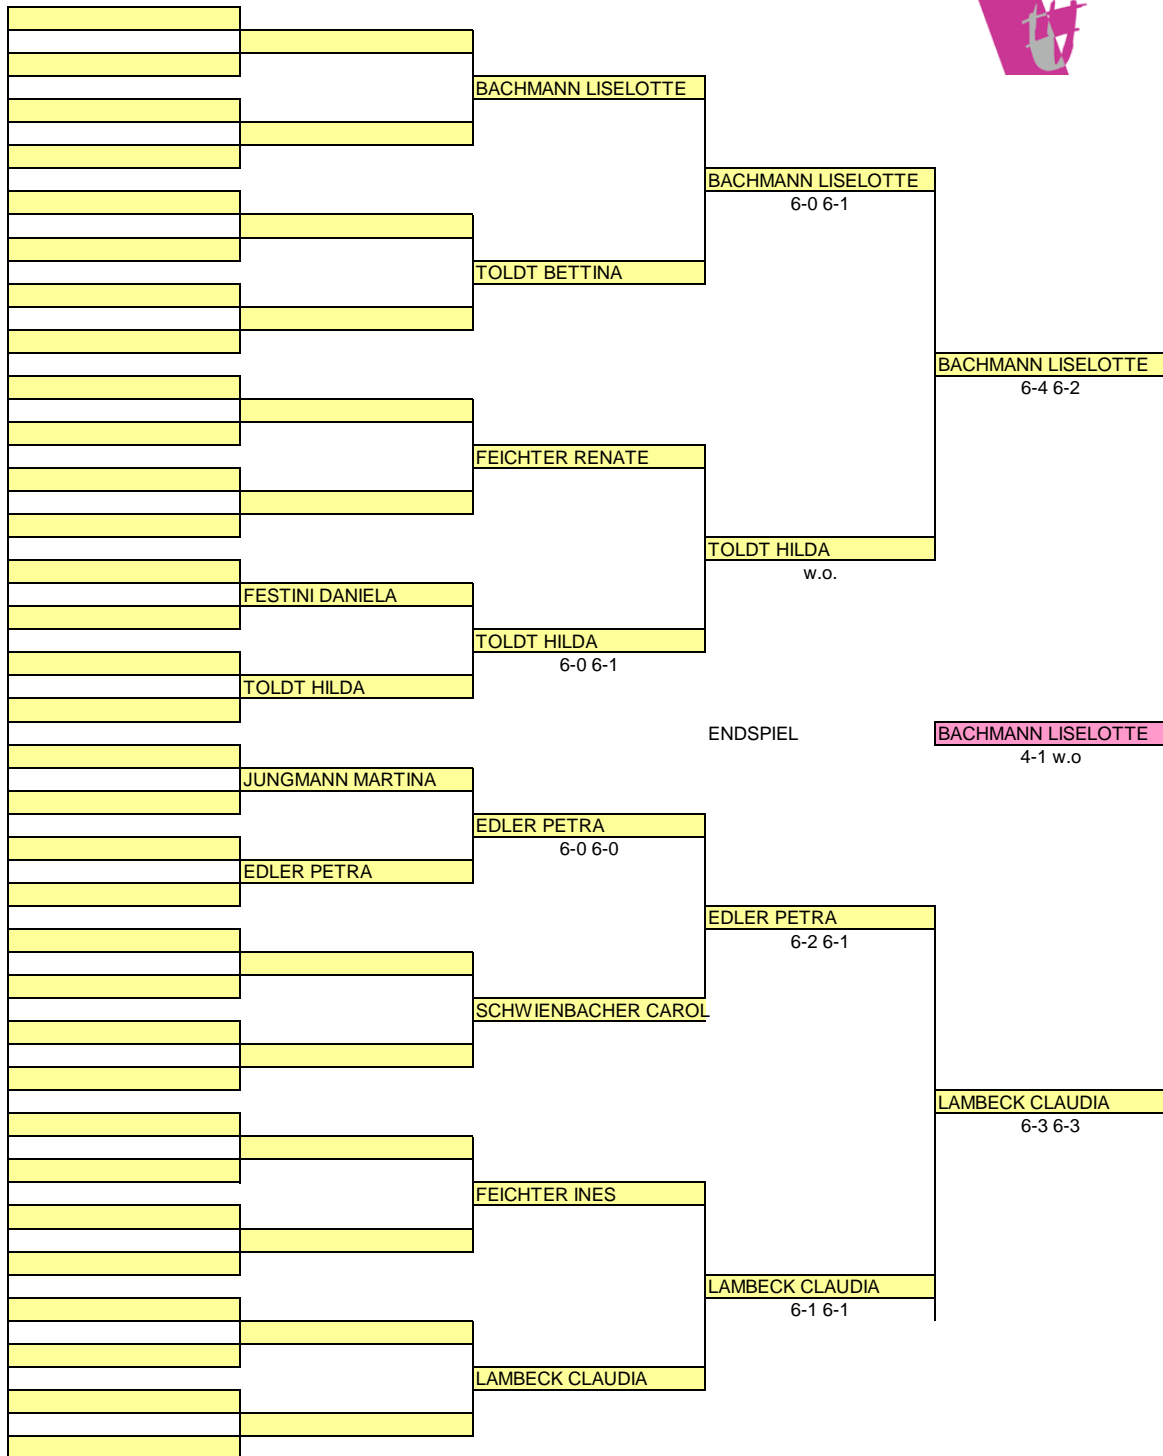 BACHMANN LISELOTTE
BACHMANN LISELOTTE
6-0 6-1
TOLDT BETTINA
BACHMANN LISELOTTE
6-4 6-2
FEICHTER RENATE
TOLDT HILDA
w.o.
FESTINI DANIELA
TOLDT HILDA
6-0 6-1
TOLDT HILDA
ENDSPIEL
BACHMANN LISELOTTE
4-1 w.o
JUNGMANN MARTINA
EDLER PETRA
6-0 6-0
EDLER PETRA
EDLER PETRA
6-2 6-1
SCHWIENBACHER CAROL
LAMBECK CLAUDIA
6-3 6-3
FEICHTER INES
LAMBECK CLAUDIA
6-1 6-1
LAMBECK CLAUDIA